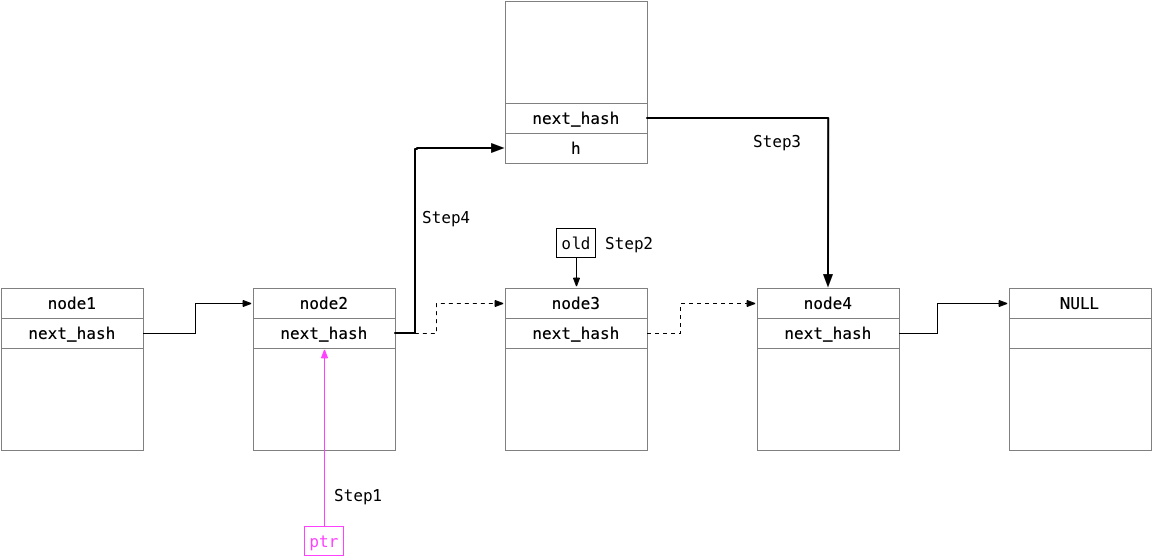 next_hash
h
Step3
Step4
old Step2
node1 node2 node3 node4 NULL
next_hash next_hash next_hash next_hash
Step1
ptr